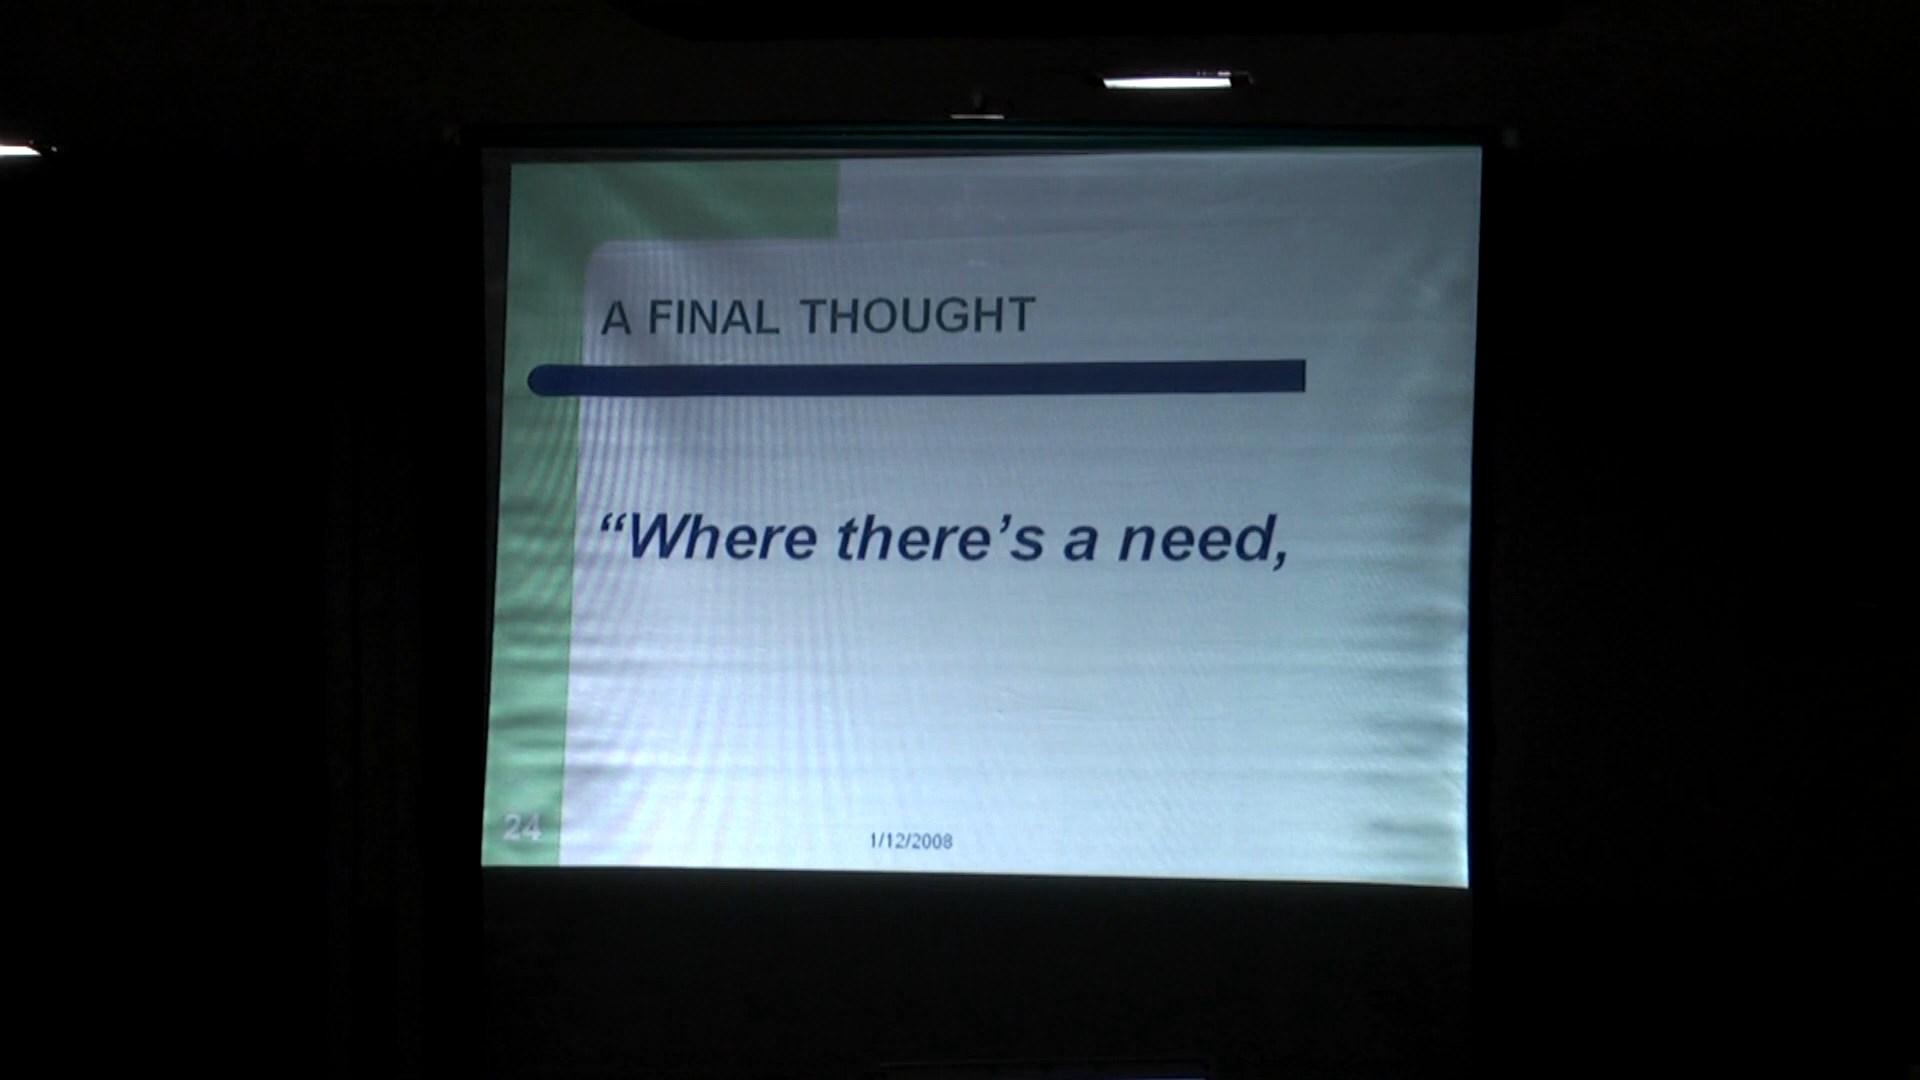 A FINAL THOUGHT
“Where there’s a need,
24
1/12/2008